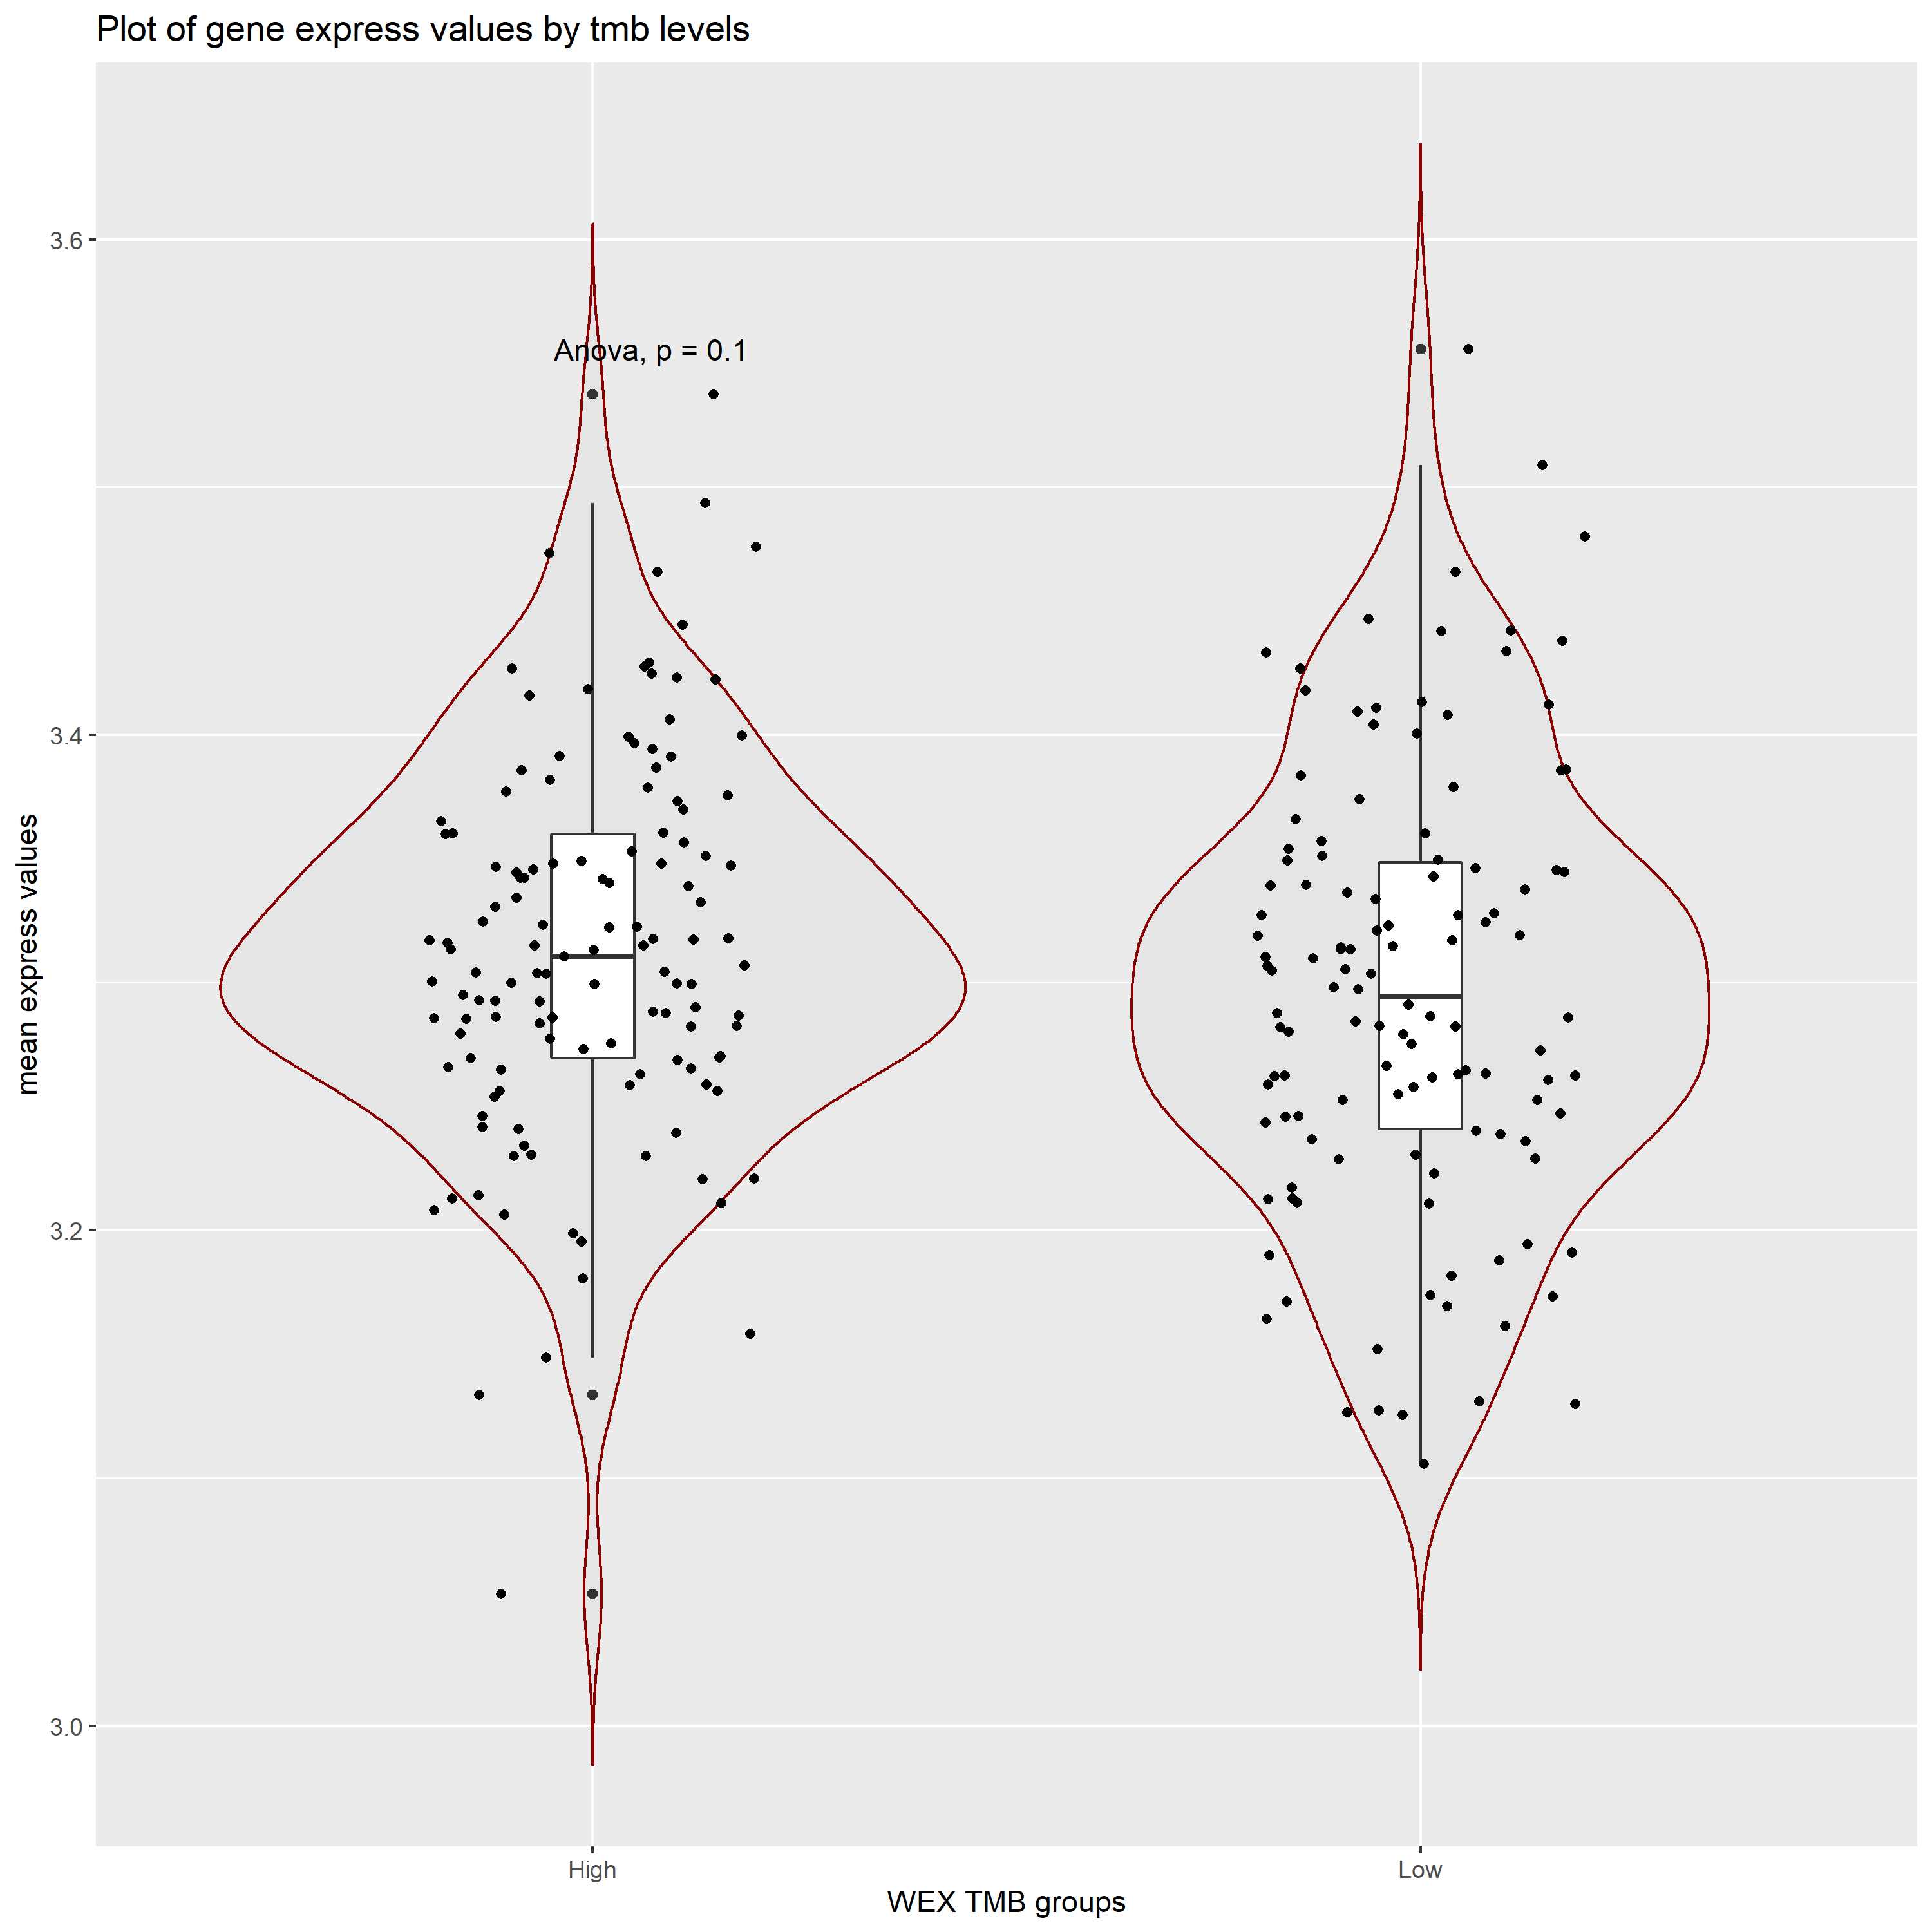 Plot of gene express values by tmb levels
3.6
Anova, p = 0.1
3.4
mean express values
3.2
3.0
High
Low
WEX TMB groups